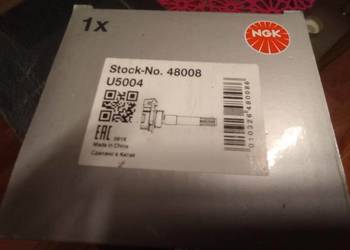 1x
NGK
Stock-No. 48008
U5004
EAC
Made in China
Сделано в Китае